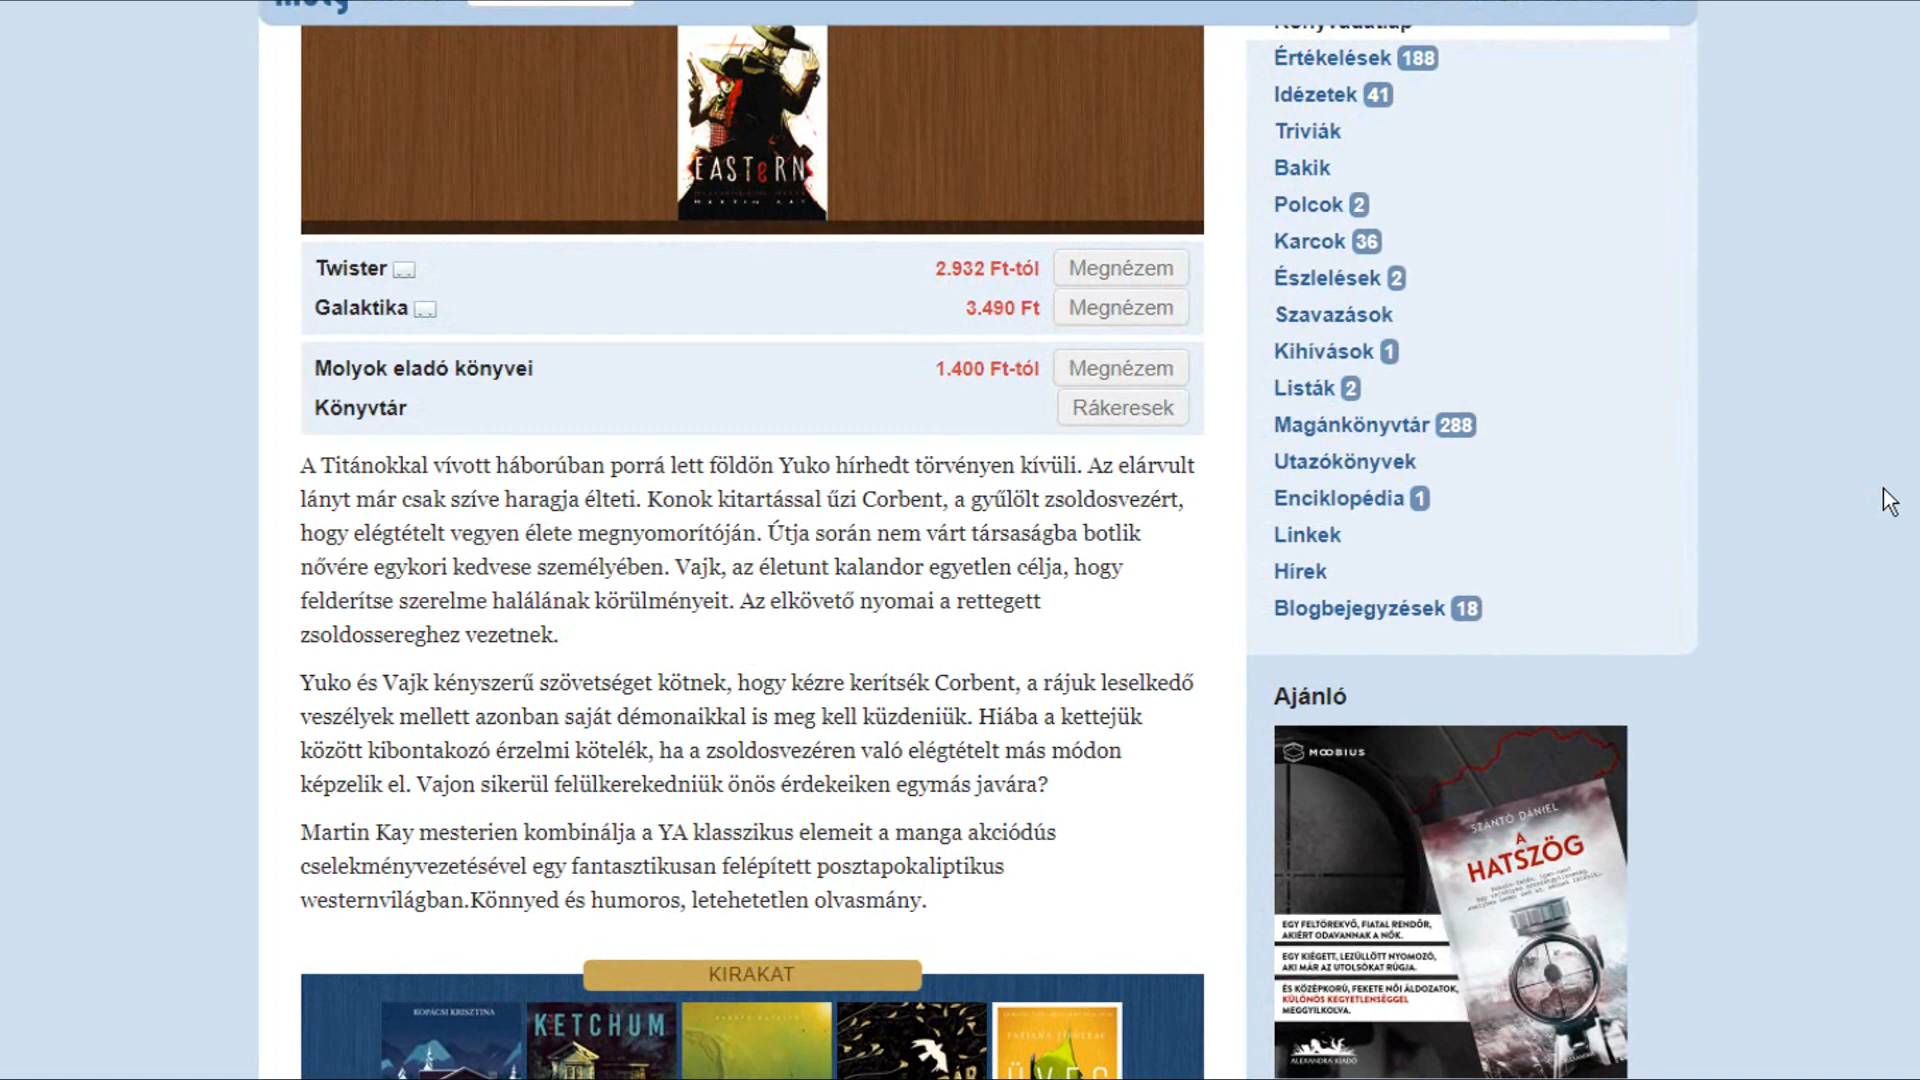 moly
Könyvadatlap
EASTeRN
MARTIN KAY
Twister
2.932 Ft-tól
Megnézem
Galaktika
3.490 Ft
Megnézem
Molyok eladó könyvei
1.400 Ft-tól
Megnézem
Könyvtár
Rákeresek
A Titánokkal vívott háborúban porrá lett földön Yuko hírhedt törvényen kívüli. Az elárvult
lányt már csak szíve haragja élteti. Konok kitartással űzi Corbent, a gyűlölt zsoldosvezért,
hogy elégtételt vegyen élete megnyomorítóján. Útja során nem várt társaságba botlik
nővére egykori kedvese személyében. Vajk, az életunt kalandor egyetlen célja, hogy
felderítse szerelme halálának körülményeit. Az elkövető nyomai a rettegett
zsoldossereghez vezetnek.
Yuko és Vajk kényszerű szövetséget kötnek, hogy kézre kerítsék Corbent, a rájuk leselkedő
veszélyek mellett azonban saját démonaikkal is meg kell küzdeniük. Hiába a kettejük
között kibontakozó érzelmi kötelék, ha a zsoldosvezéren való elégtételt más módon
képzelik el. Vajon sikerül felülkerekedniük önös érdekeiken egymás javára?
Martin Kay mesterien kombinálja a YA klasszikus elemeit a manga akciódús
cselekményvezetésével egy fantasztikusan felépített posztapokaliptikus
westernvilágban.Könnyed és humoros, letehetetlen olvasmány.
KIRAKAT
KOPÁCSI KRISZTINA
KETCHUM
ÜVEG
Értékelések 188
Idézetek 41
Triviák
Bakik
Polcok 2
Karcok 36
Észlelések 2
Szavazások
Kihívások 1
Listák 2
Magánkönyvtár 288
Utazókönyvek
Enciklopédia 1
Linkek
Hírek
Blogbejegyzések 18
Ajánló
MOOBIUS
SZÁNTÓ DÁNIEL
A
HATSZÖG
EGY FELTÖREKVŐ, FIATAL RENDŐR,
AKIÉRT ODAVANNAK A NŐK.
EGY KIÉGETT, LEZÜLLÖTT NYOMOZÓ,
AKI MÁR AZ UTOLSÓKAT RÚGJA.
ÉS KÖZÉPKORÚ, FEKETE NŐI ÁLDOZATOK,
KÜLÖNÖS KEGYETLENSÉGGEL
MEGGYILKOLVA.
ALEXANDRA KIADÓ